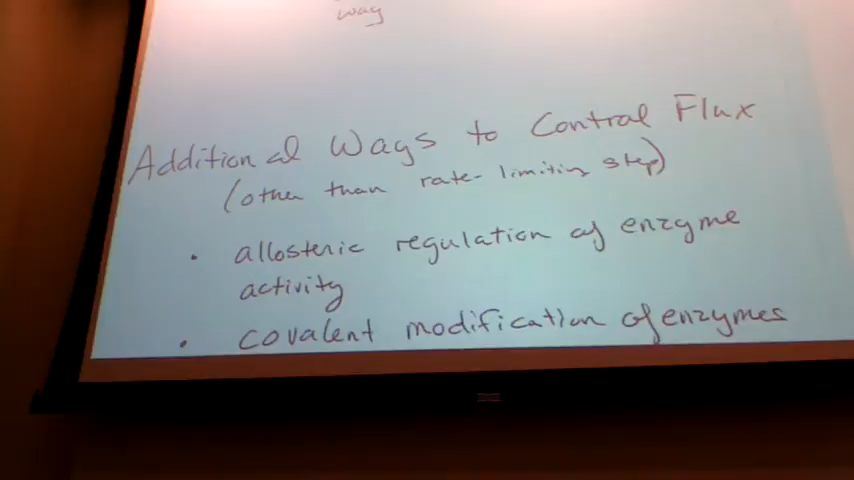 way
Additional Ways to Control Flux
(other than rate-limiting step)
• allosteric regulation of enzyme
activity
• covalent modification of enzymes